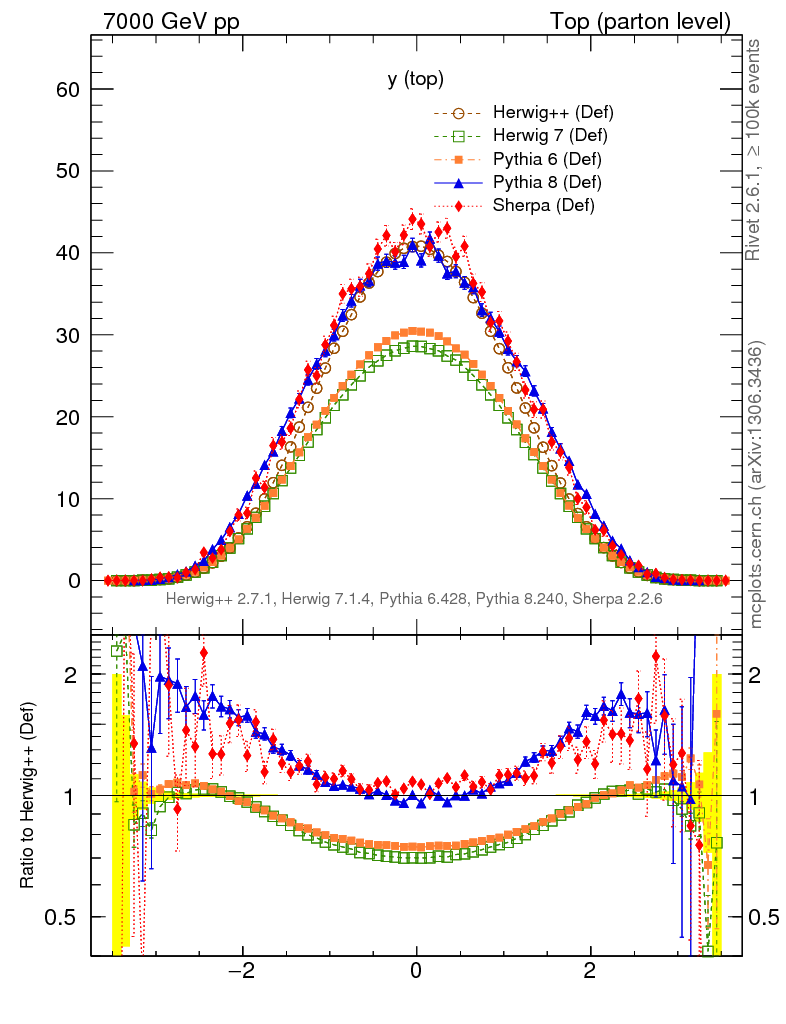 7000 GeV pp
Top (parton level)
y (top)
Herwig++ (Def)
Herwig 7 (Def)
Pythia 6 (Def)
Pythia 8 (Def)
Sherpa (Def)
60
50
40
30
20
10
0
Herwig++ 2.7.1, Herwig 7.1.4, Pythia 6.428, Pythia 8.240, Sherpa 2.2.6
Rivet 2.6.1, ≥ 100k events
mcplots.cern.ch (arXiv:1306.3436)
Ratio to Herwig++ (Def)
2
1
0.5
2
1
0.5
−2
0
2